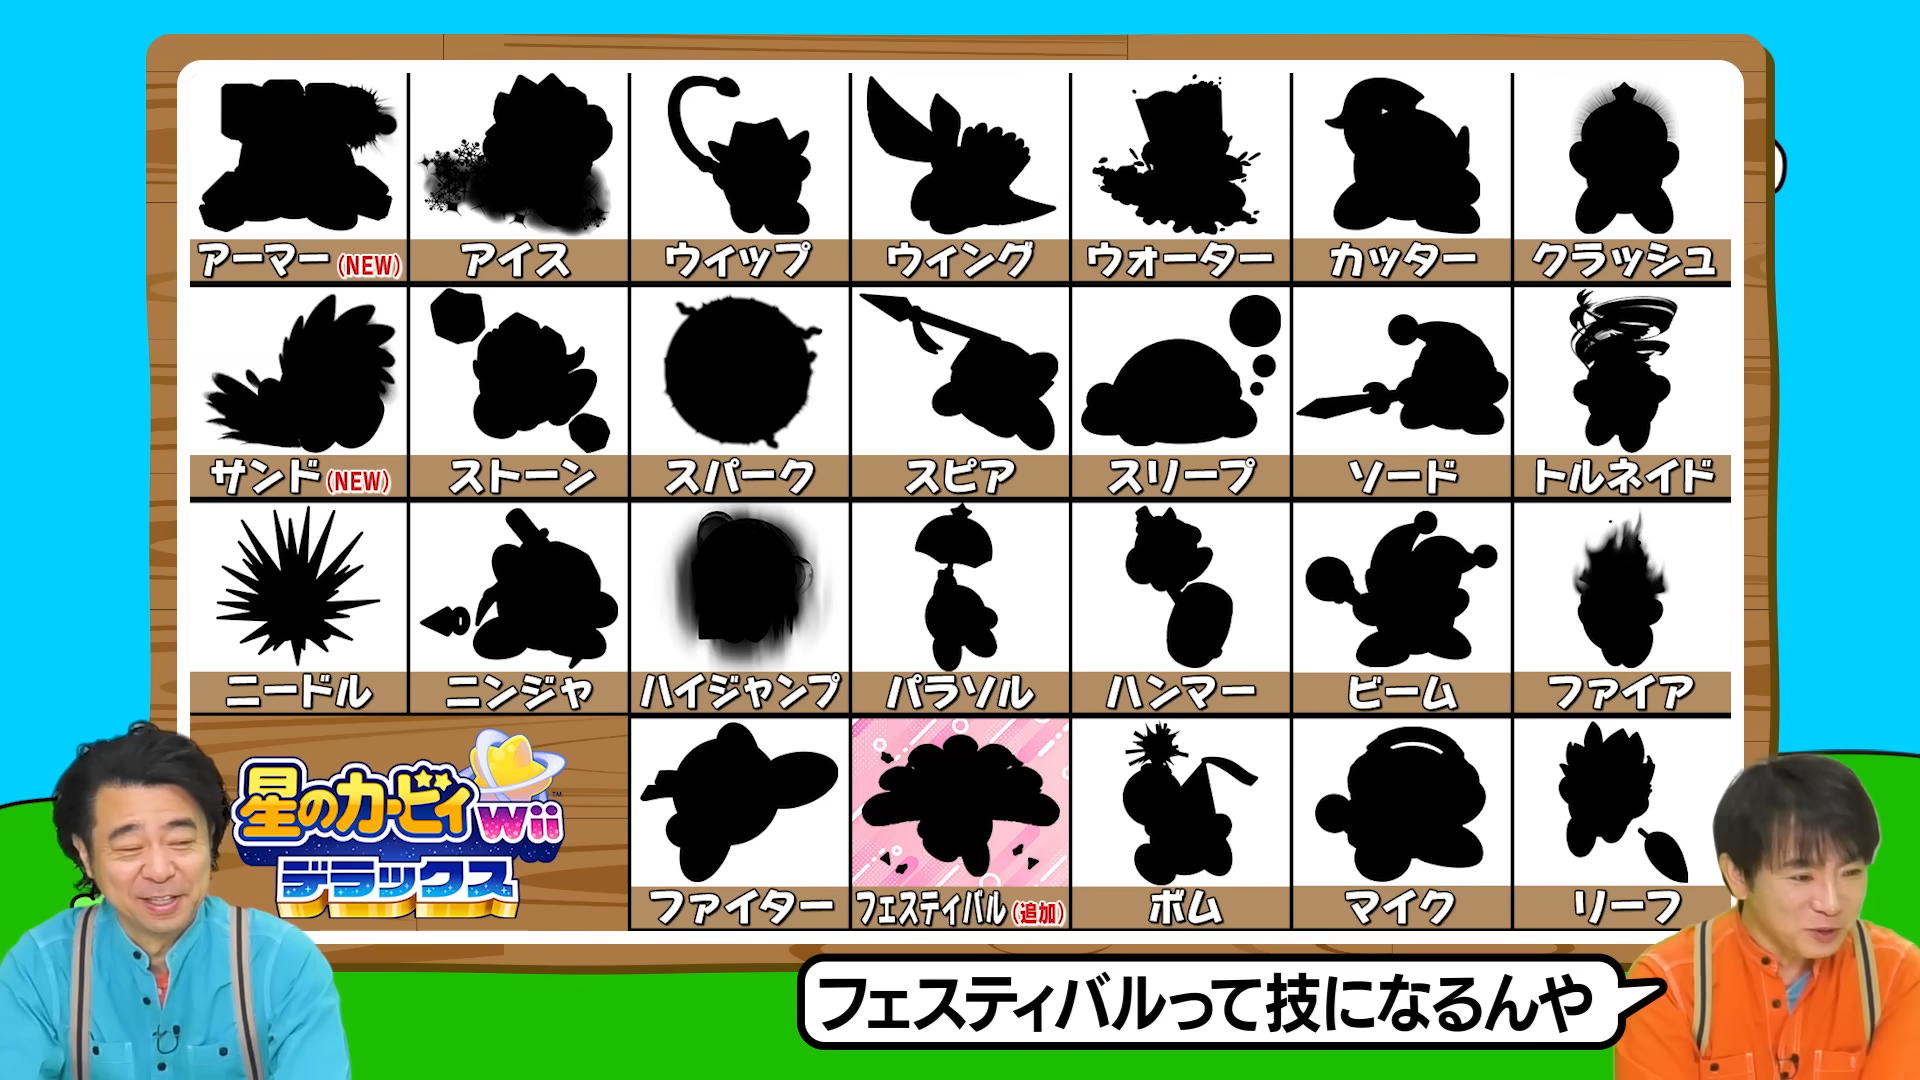 アーマー(NEW)
アイス
ウィップ
ウイング
ウォーター
カッター
クラッシュ
サンド(NEW)
ストーン
スパーク
スピア
スリープ
ソード
トルネイド
ニードル
ニンジャ
ハイジャンプ
パラソル
ハンマー
ビーム
ファイア
星のカービィ Wii ™
デラックス
ファイター
フェスティバル(追加)
ボム
マイク
リーフ
フェスティバルって技になるんや